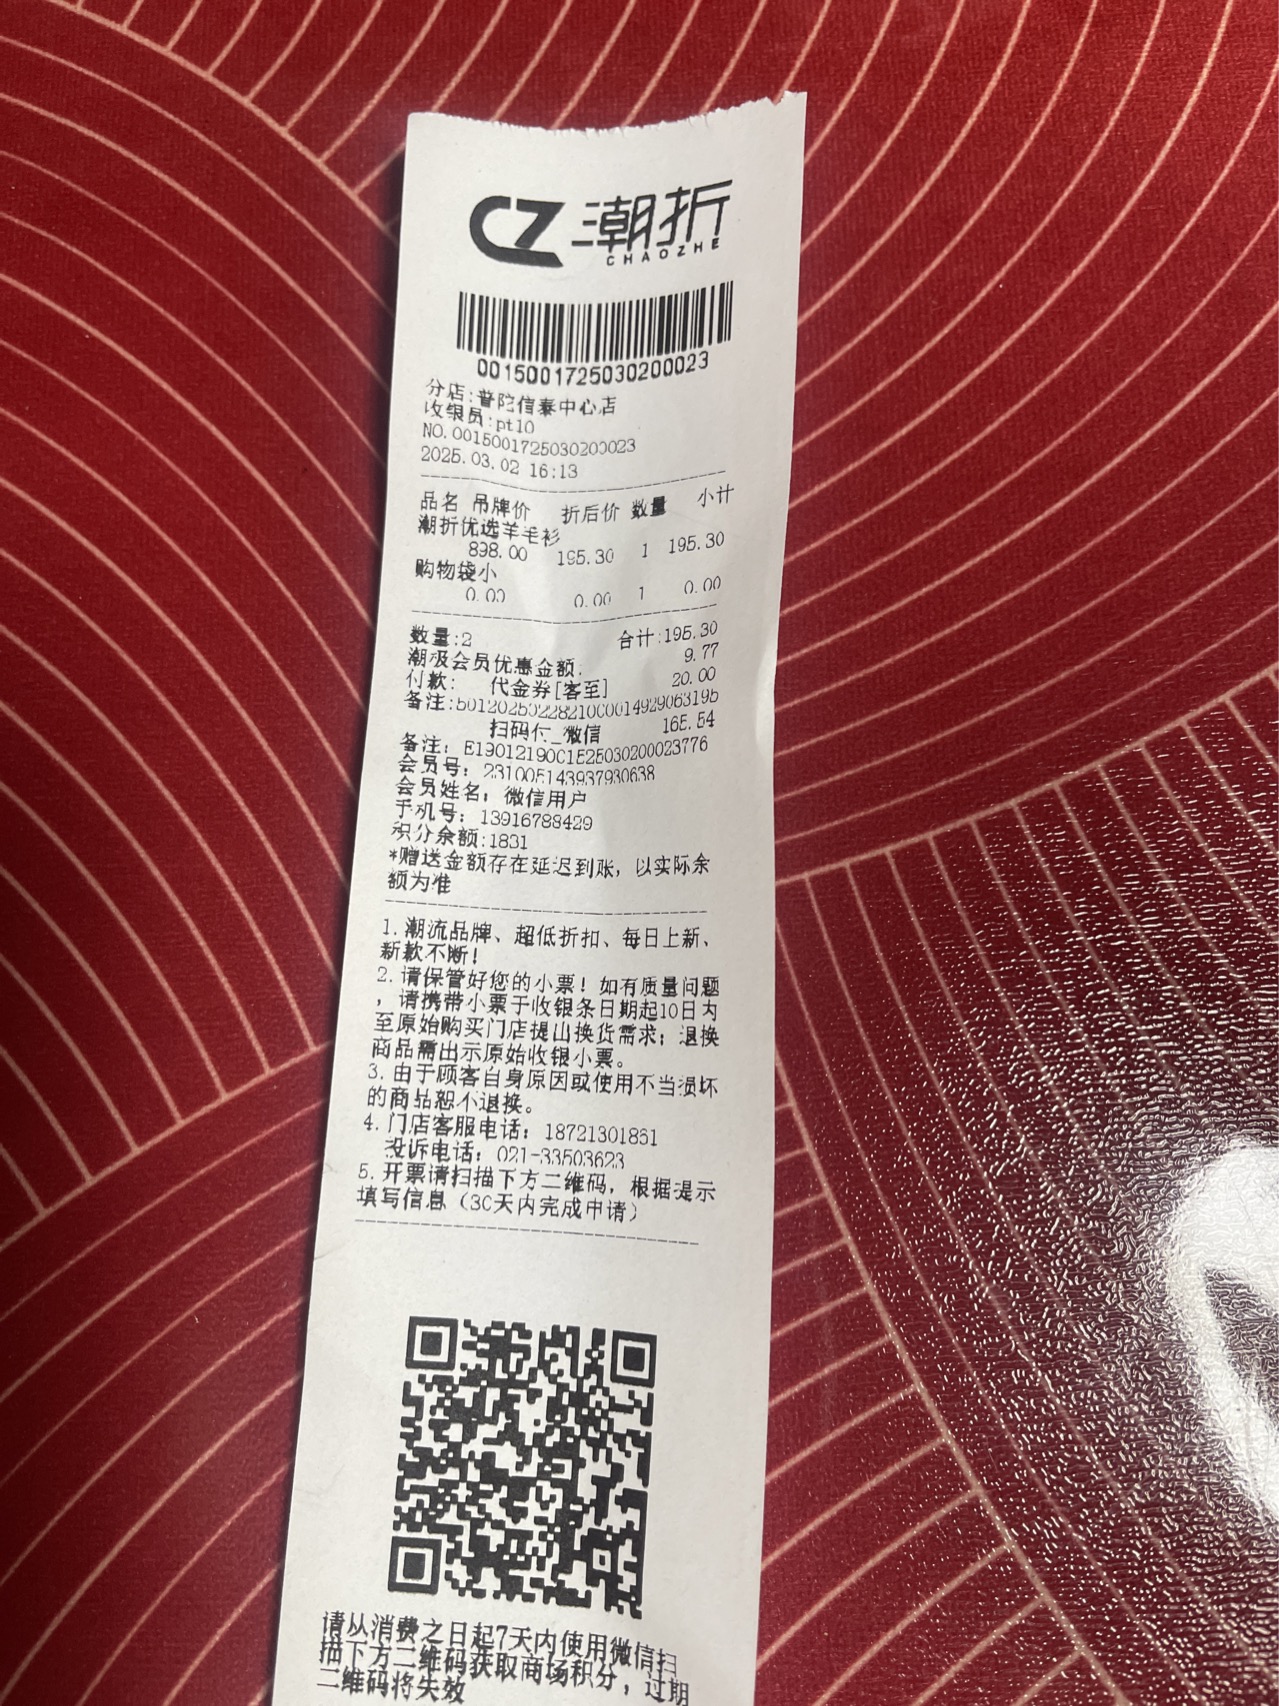 CZ 潮折
CHAOZHE
0015001725030200023
分店:普陀信泰中心店
收银员:pt10
NO.0015001725030200023
2025.03.02 16:13
品名 吊牌价 折后价 数量 小计
潮折优选羊毛衫
898.00 195.30 1 195.30
购物袋小
0.00 0.00 1 0.00
数量:2 合计:195.30
潮极会员优惠金额: 9.77
付款: 代金券[客至] 20.00
备注:
扫码付_微信 165.54
备注: E1901219001525030200023776
会员号: 231005143937930638
会员姓名: 微信用户
手机号: 13916788429
积分余额:1831
*赠送金额存在延迟到账，以实际余
额为准
1.潮流品牌、超低折扣、每日上新、
新款不断!
2.请保管好您的小票! 如有质量问题
，请携带小票于收银条日期起10日内
至原始购买门店提出换货需求; 退换
商品需出示原始收银小票。
3.由于顾客自身原因或使用不当损坏
的商品恕不退换。
4.门店客服电话: 18721301861
投诉电话: 021-33503623
5.开票请扫描下方二维码，根据提示
填写信息（30天内完成申请）
请从消费之日起7天内使用微信扫
描下方二维码获取商场积分，过期
二维码将失效